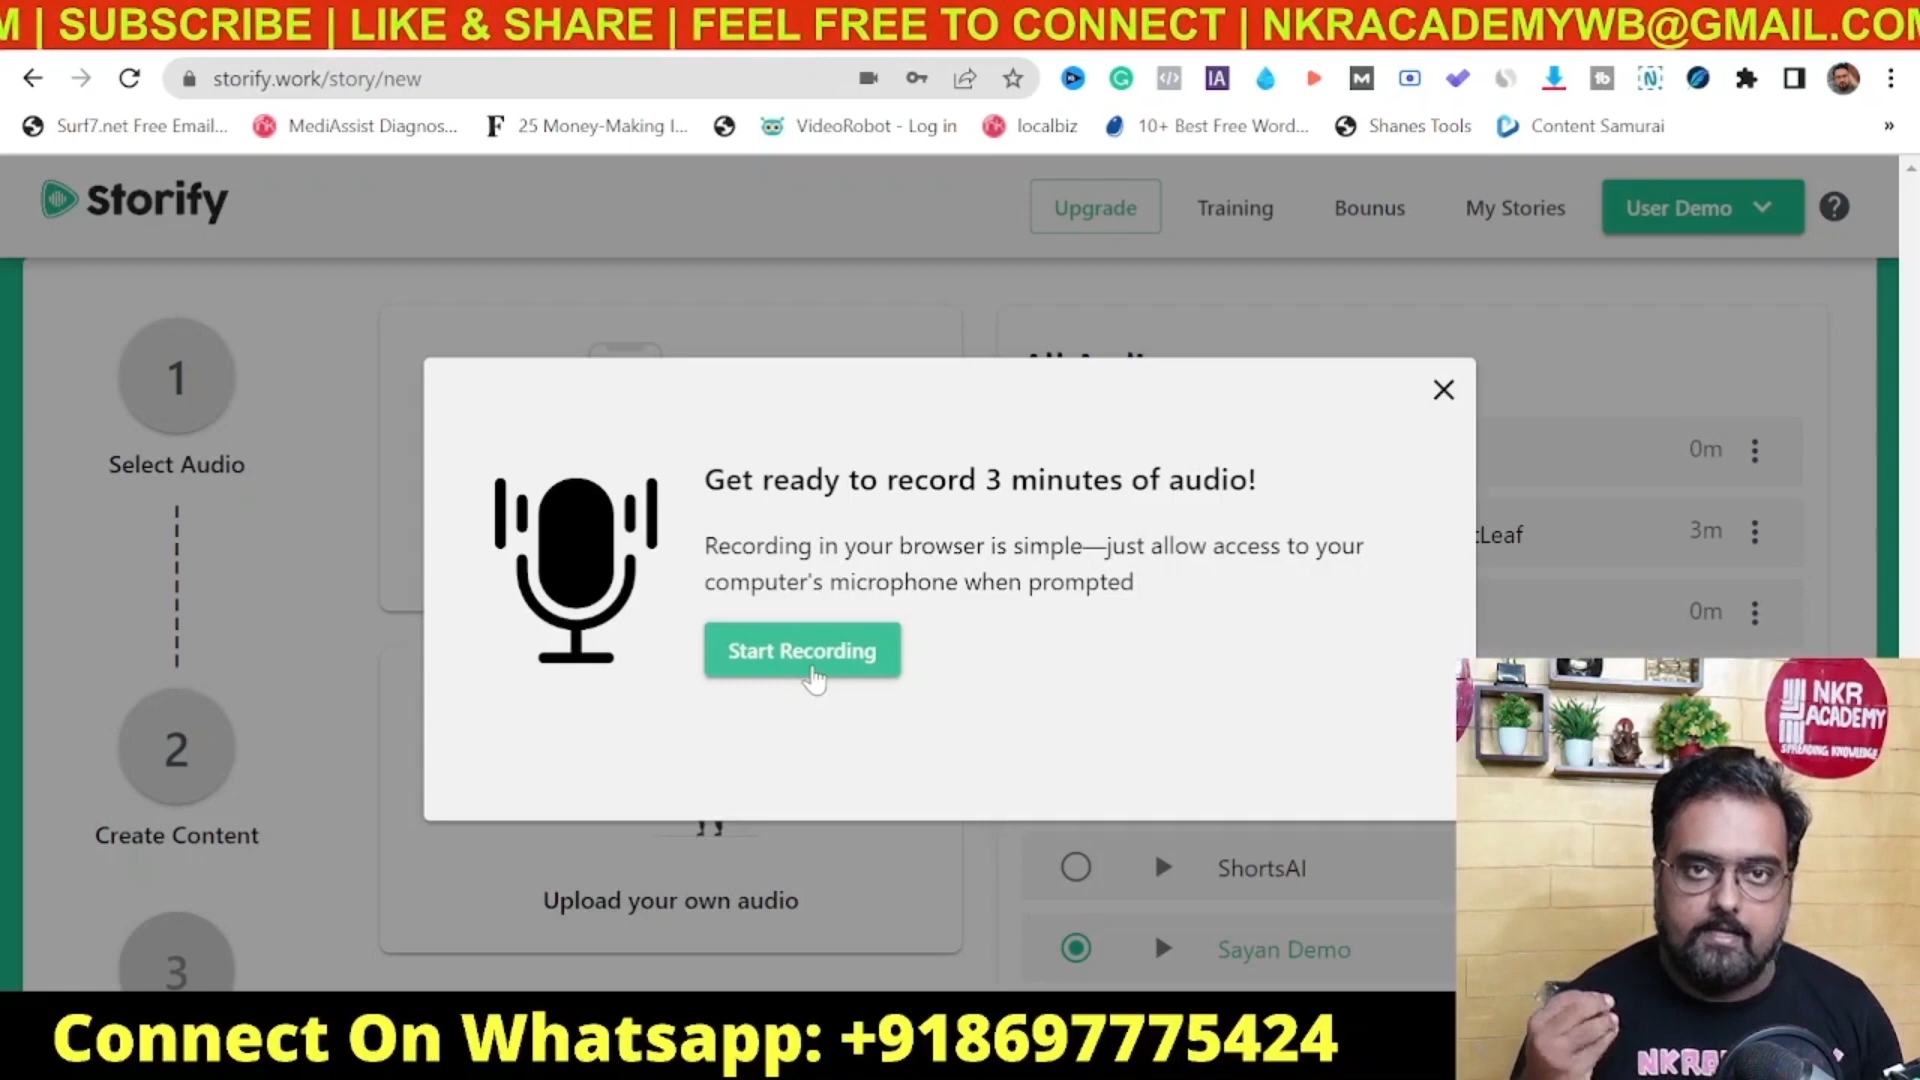 M | SUBSCRIBE | LIKE & SHARE | FEEL FREE TO CONNECT | NKRACADEMYWB@GMAIL.COM
storify.work/story/new
Surf7.net Free Email...
MediAssist Diagnos...
25 Money-Making I...
VideoRobot - Log in
localbiz
10+ Best Free Word...
Shanes Tools
Content Samurai
»
Storify
Upgrade
Training
Bounus
My Stories
User Demo
1
Select Audio
2
Create Content
3
Get ready to record 3 minutes of audio!
Recording in your browser is simple—just allow access to your
computer's microphone when prompted
Start Recording
0m
Leaf
3m
0m
Upload your own audio
ShortsAI
Sayan Demo
NKR
ACADEMY
SPREADING KNOWLEDGE
Connect On Whatsapp: +918697775424